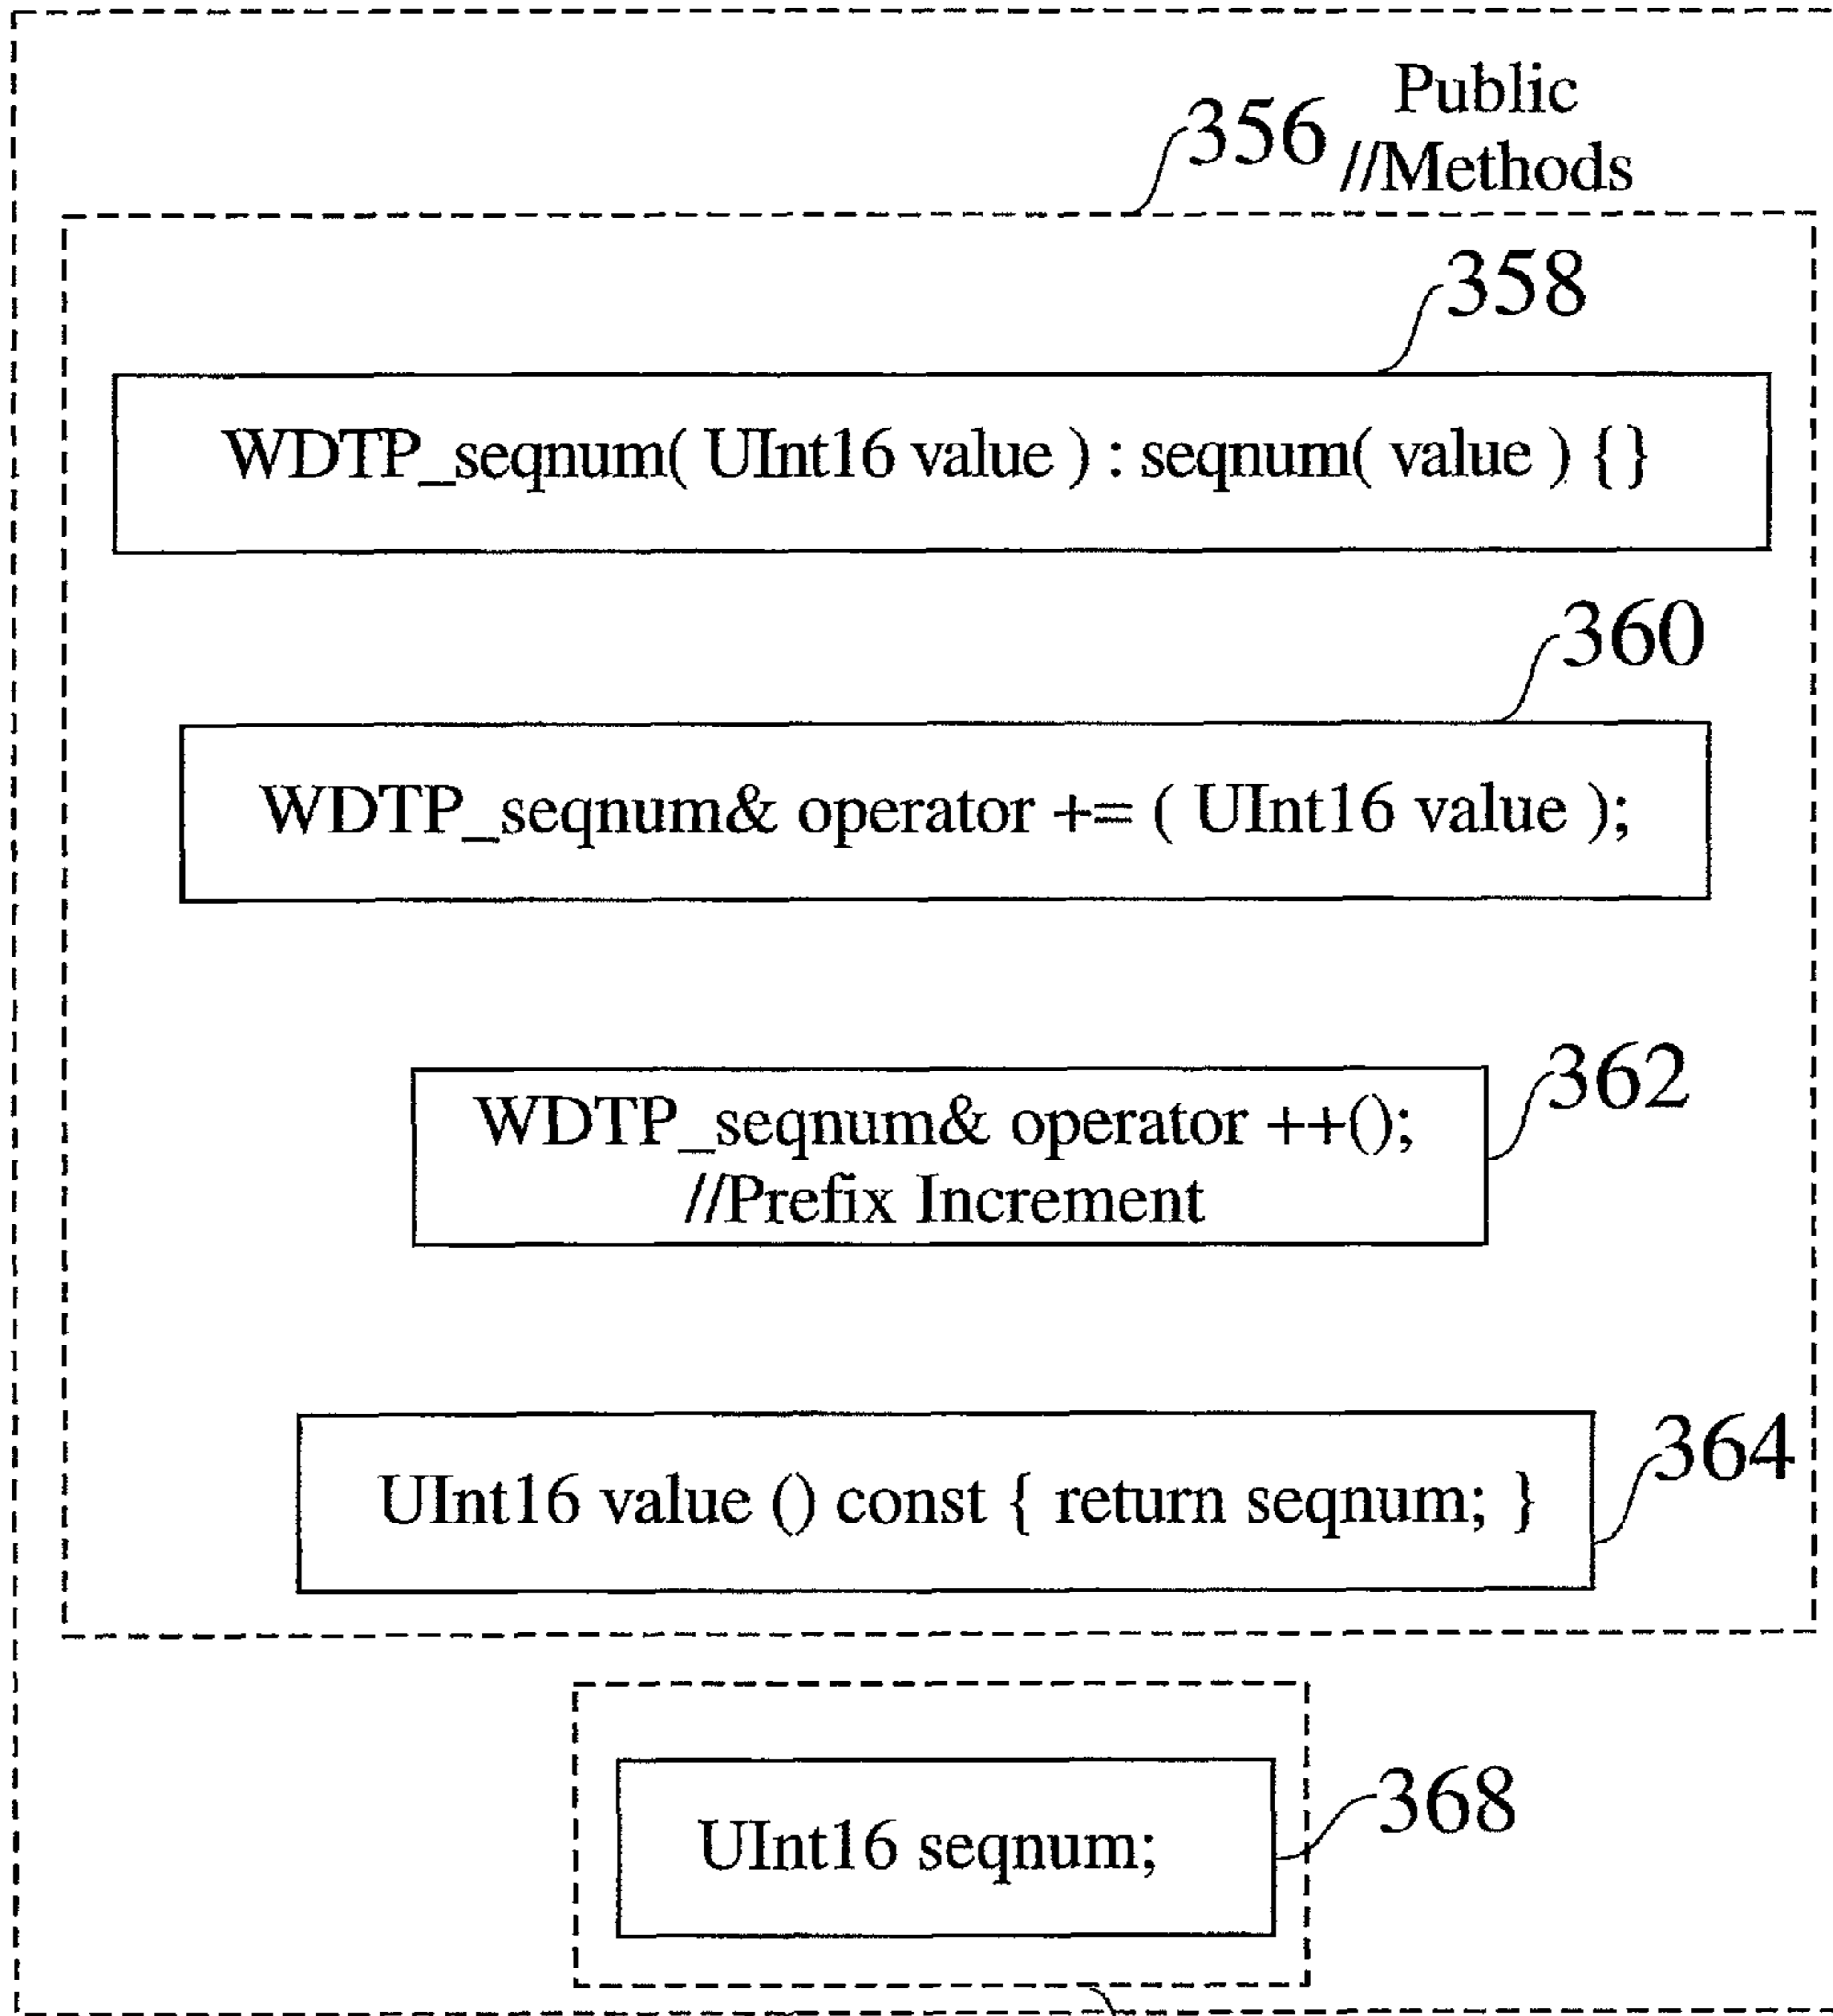 Public
356 //Methods
358
WDTP_seqnum( UInt16 value ) : seqnum( value ) {}
360
WDTP_seqnum& operator += ( UInt16 value );
362
WDTP_seqnum& operator ++();
//Prefix Increment
364
UInt16 value () const { return seqnum; }
368
UInt16 seqnum;